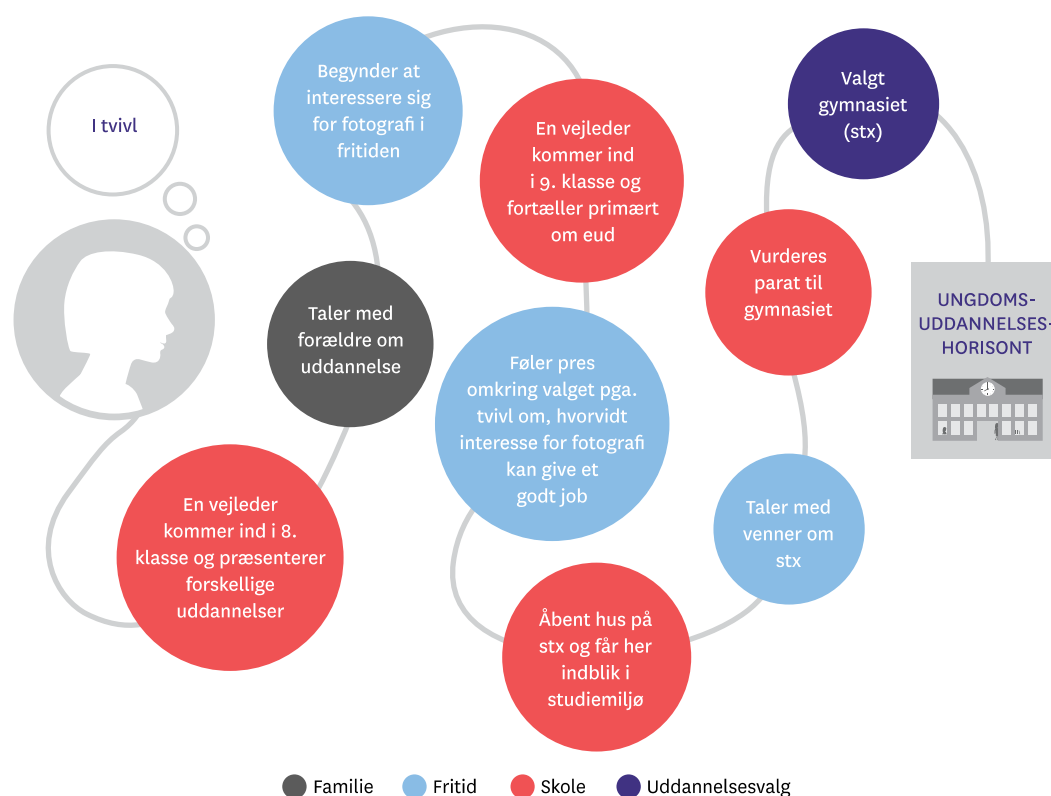 I tvivl
En vejleder
kommer ind i 8.
klasse og præsenterer
forskellige
uddannelser
Taler med
forældre om
uddannelse
Begynder at
interessere sig
for fotografi i
fritiden
En vejleder
kommer ind
i 9. klasse og
fortæller primært
om eud
Føler pres
omkring valget pga.
tvivl om, hvorvidt
interesse for fotografi
kan give et
godt job
Åbent hus på
stx og får her
indblik i
studiemiljø
Taler med
venner om
stx
Vurderes
parat til
gymnasiet
Valgt
gymnasiet
(stx)
UNGDOMS-
UDDANNELSES-
HORISONT
Familie
Fritid
Skole
Uddannelsesvalg